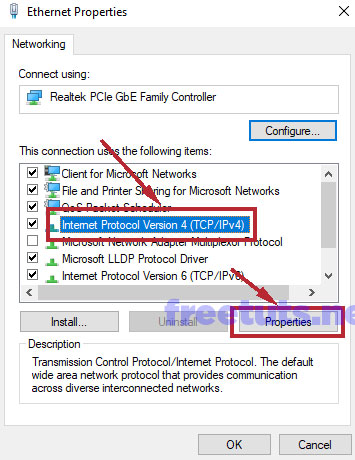 Ethernet Properties
Networking
Connect using:
Realtek PCIe GbE Family Controller
Configure...
This connection uses the following items:
Client for Microsoft Networks
File and Printer Sharing for Microsoft Networks
QoS Packet Scheduler
Internet Protocol Version 4 (TCP/IPv4)
Microsoft Network Adapter Multiplexor Protocol
Microsoft LLDP Protocol Driver
Internet Protocol Version 6 (TCP/IPv6)
freetuts.net
Install...
Uninstall
Properties
Description
Transmission Control Protocol/Internet Protocol. The default
wide area network protocol that provides communication
across diverse interconnected networks.
OK
Cancel